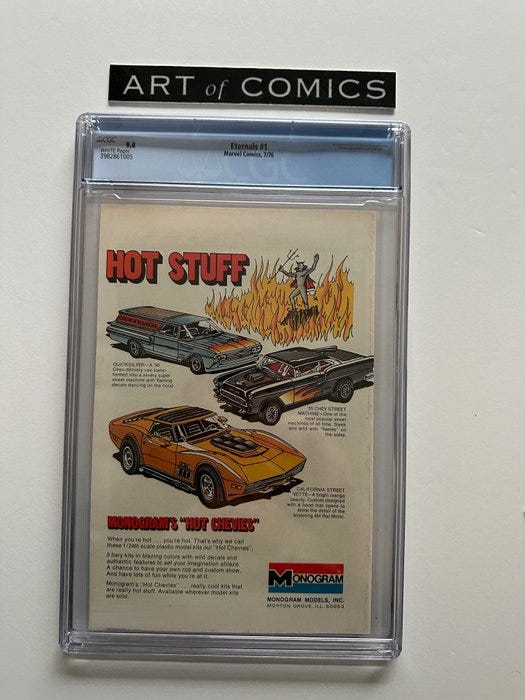 ART of COMICS
CGC 9.4
WHITE Pages
3982861005
Eternals #1
Marvel Comics, 7/76
HOT STUFF
QUICKSILVER—A '60
Chev delivery van trans-
formed into a silvery super
street machine with flaming
decals dancing on the hood.
STREET
MACHINE—One of the
most popular street
machines of all time. Sleek
and wild with "flames" on
the sides.
CALIFORNIA STREET
VETTE—A bright orange
beauty. Custom designed
with a hood that opens to
show the detail of the
blistering 454 Rat Motor.
MONOGRAM'S "HOT CHEVIES"
When you're hot . . . you're hot. That's why we call
these 1/24th scale plastic model kits our "Hot Chevies".
3 fiery kits in blazing colors with wild decals and
authentic features to set your imagination ablaze.
A chance to have your own rod and custom show.
And have lots of fun while you're at it.
Monogram's "Hot Chevies" . . . really cool kits that
are really hot stuff. Available wherever model kits
are sold.
MONOGRAM
MONOGRAM MODELS, INC.
MORTON GROVE, ILL. 60053